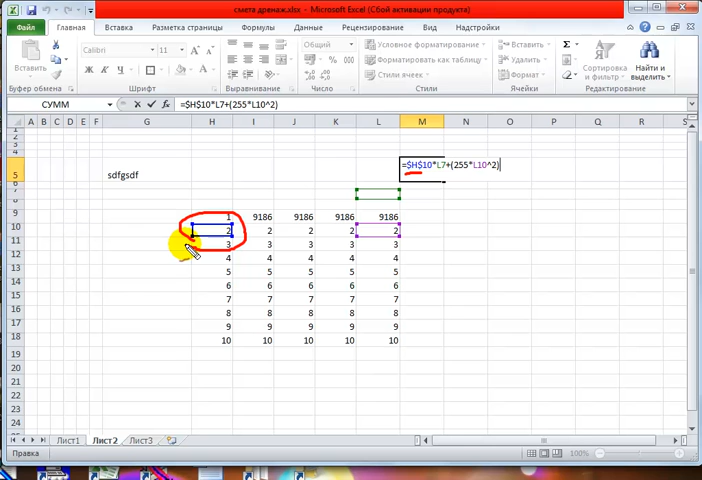 смета дренаж.xlsx - Microsoft Excel (Сбой активации продукта)
Файл Главная Вставка Разметка страницы Формулы Данные Рецензирование Вид Надстройки
Вставить
Calibri 11
Ж К Ч
Общий
Условное форматирование
Форматировать как таблицу
Стили ячеек
Вставить
Удалить
Формат
Сортировка и фильтр
Найти и выделить
Буфер обмена Шрифт Выравнивание Число Стили Ячейки Редактирование
СУММ fx =$H$10*L7+(255*L10^2)
A B C D E F G H I J K L M N O P Q R
1
2
3
4
5 sdfgsdf =$H$10*L7+(255*L10^2)
7
8
9 1 9186 9186 9186 9186
10 2 2 2 2 2
11 3 3 3 3 3
12 4 4 4 4 4
13 5 5 5 5 5
14 6 6 6 6 6
15 7 7 7 7 7
16 8 8 8 8 8
17 9 9 9 9 9
18 10 10 10 10 10
19
20
21
22
23
24
Лист1 Лист2 Лист3
Правка 100%